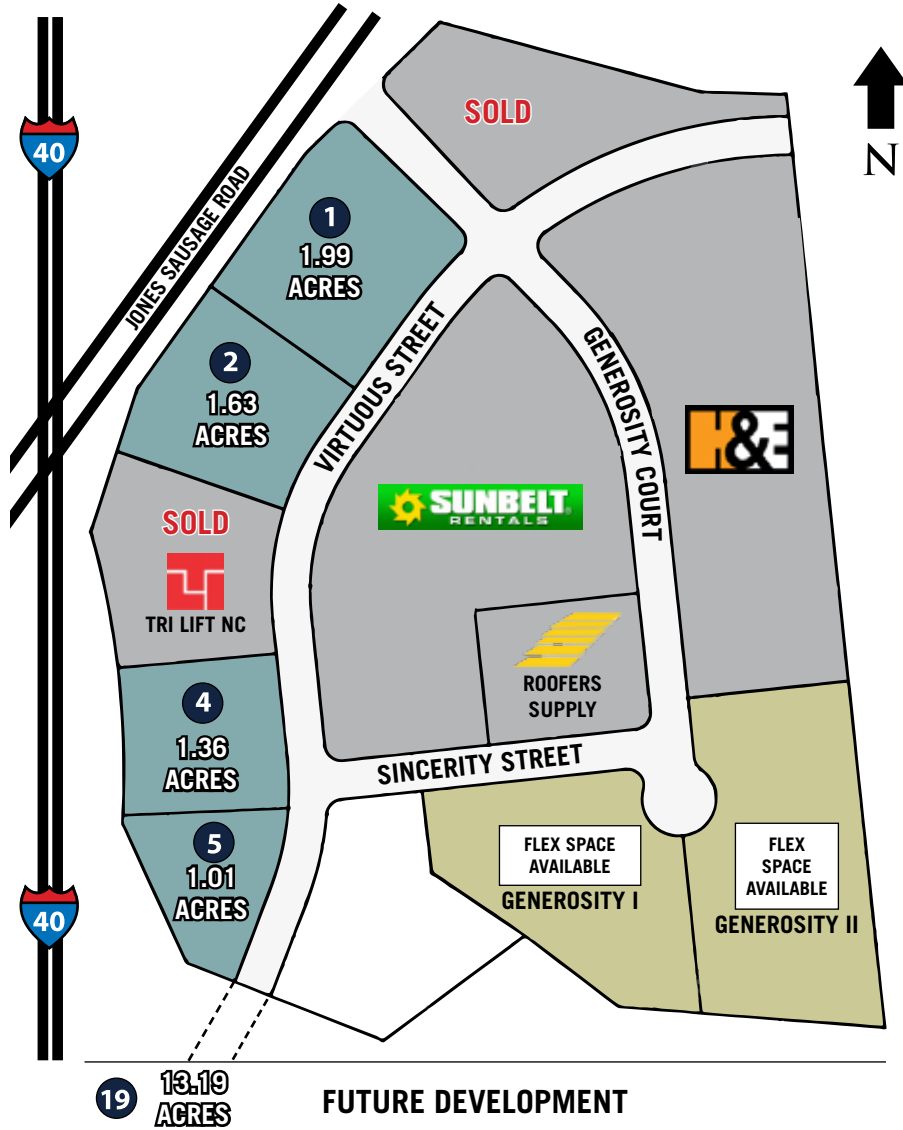 SOLD
40
N
JONES SAUSAGE ROAD
1
1.99
ACRES
2
1.63
ACRES
VIRTUOUS STREET
GENEROSITY COURT
H&E
SUNBELT
RENTALS
SOLD
TRI LIFT NC
ROOFERS
SUPPLY
4
1.36
ACRES
SINCERITY STREET
5
1.01
ACRES
FLEX SPACE
AVAILABLE
GENEROSITY I
FLEX
SPACE
AVAILABLE
GENEROSITY II
40
19
13.19
ACRES
FUTURE DEVELOPMENT